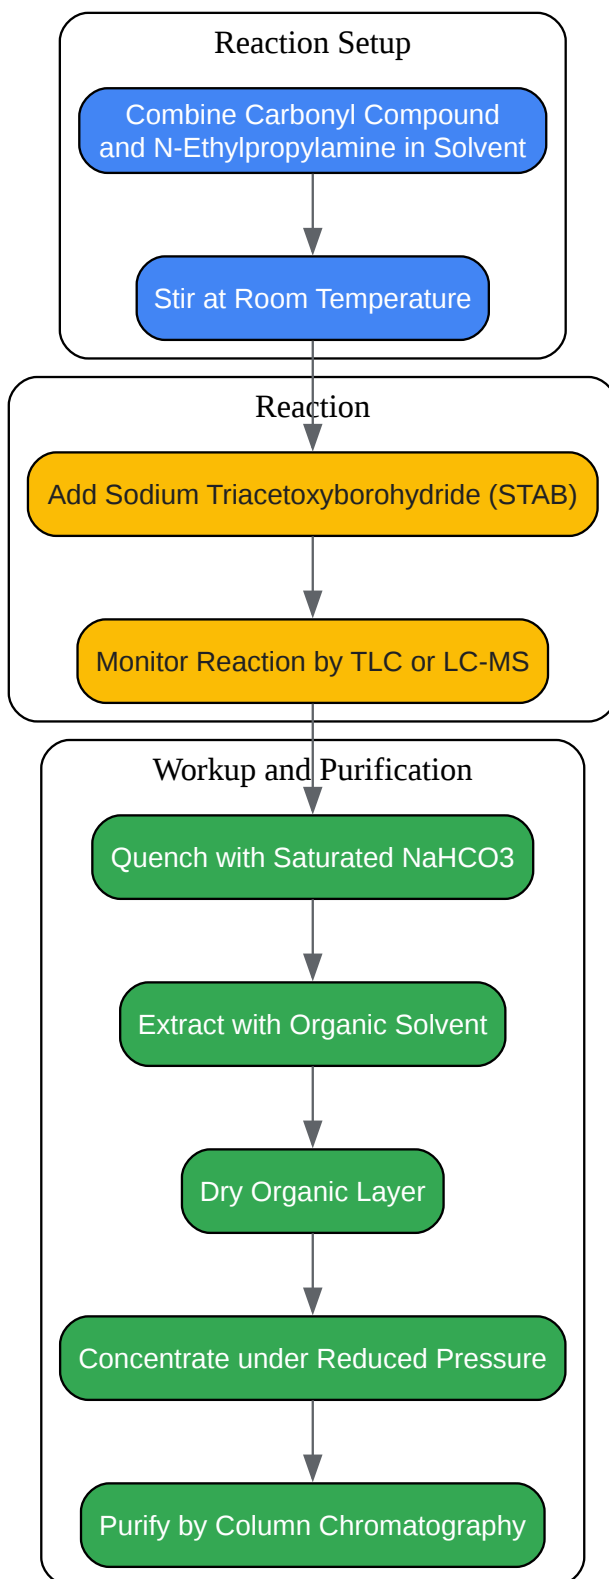 Reaction Setup
Combine Carbonyl Compound
and N-Ethylpropylamine in Solvent
Stir at Room Temperature
Reaction
Add Sodium Triacetoxyborohydride (STAB)
Monitor Reaction by TLC or LC-MS
Workup and Purification
Quench with Saturated NaHCO3
Extract with Organic Solvent
Dry Organic Layer
Concentrate under Reduced Pressure
Purify by Column Chromatography